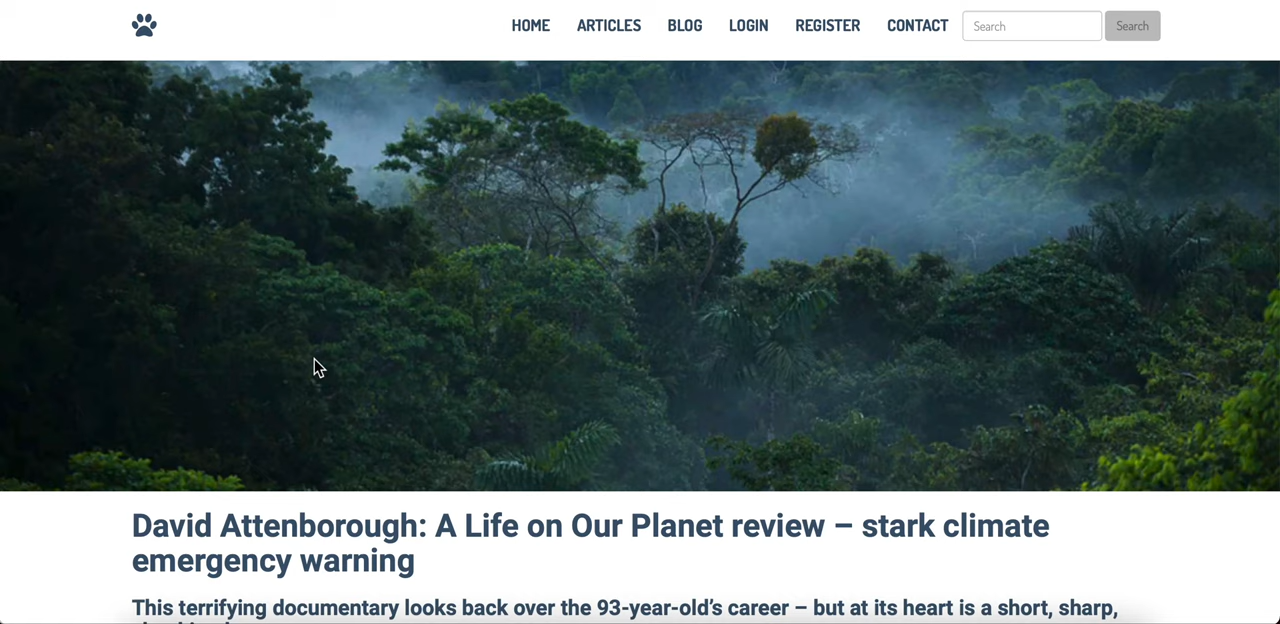 HOME ARTICLES BLOG LOGIN REGISTER CONTACT Search Search
David Attenborough: A Life on Our Planet review – stark climate
emergency warning
This terrifying documentary looks back over the 93-year-old’s career – but at its heart is a short, sharp,